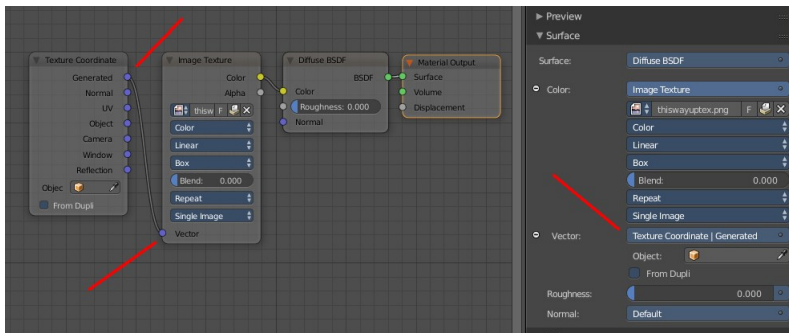 Texture Coordinate
Generated
Normal
UV
Object
Camera
Window
Reflection
Objec
From Dupli
Image Texture
Color
Alpha
thisw F
Color
Linear
Box
Blend: 0.000
Repeat
Single Image
Vector
Diffuse BSDF
BSDF
Color
Roughness: 0.000
Normal
Material Output
Surface
Volume
Displacement
Preview
Surface
Surface: Diffuse BSDF
Color: Image Texture
thiswayuptex.png F
Color
Linear
Box
Blend: 0.000
Repeat
Single Image
Vector: Texture Coordinate | Generated
Object:
From Dupli
Roughness: 0.000
Normal: Default